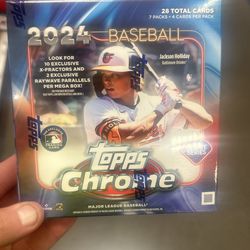 2024 BASEBALL
28 TOTAL CARDS
7 PACKS • 4 CARDS PER PACK
LOOK FOR
10 EXCLUSIVE
X-FRACTORS AND
2 EXCLUSIVE
RAYWAVE PARALLELS
PER MEGA BOX!
Jackson Holliday
Baltimore Orioles
Topps
Chrome
MAJOR LEAGUE BASEBALL